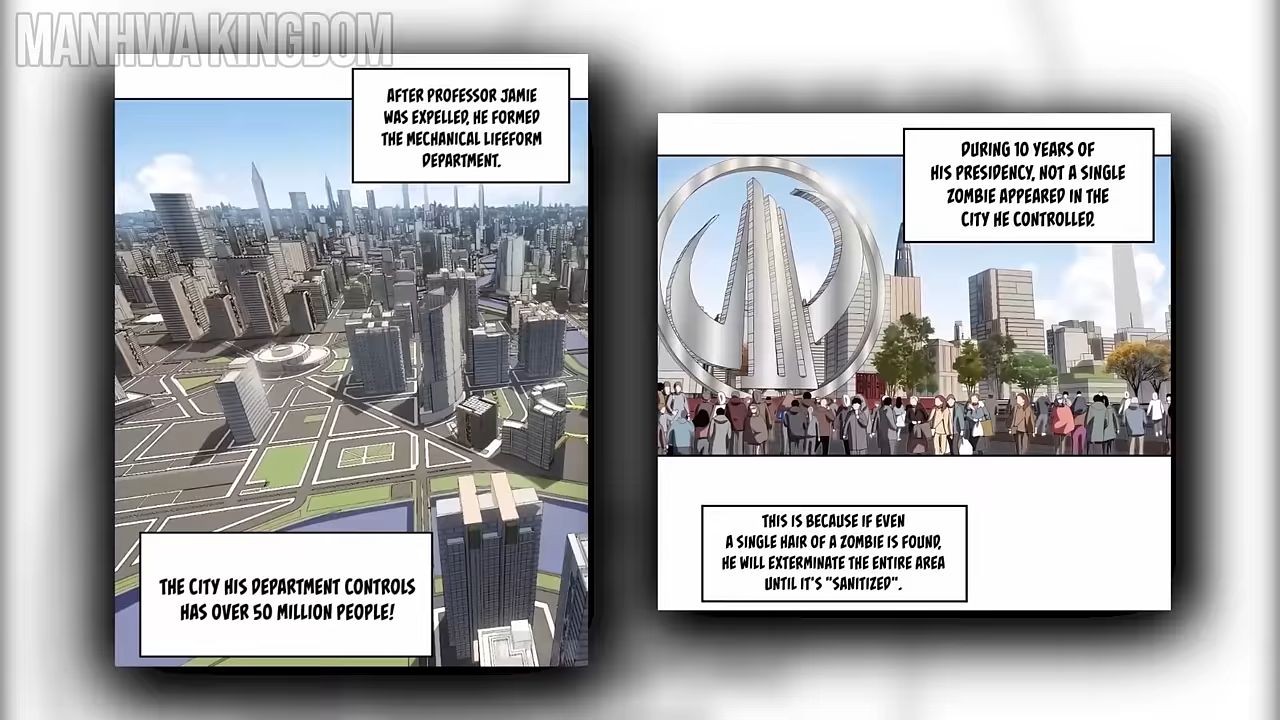 MANHWA KINGDOM
AFTER PROFESSOR JAMIE
WAS EXPELLED, HE FORMED
THE MECHANICAL LIFEFORM
DEPARTMENT.
THE CITY HIS DEPARTMENT CONTROLS
HAS OVER 50 MILLION PEOPLE!
DURING 10 YEARS OF
HIS PRESIDENCY, NOT A SINGLE
ZOMBIE APPEARED IN THE
CITY HE CONTROLLED.
THIS IS BECAUSE IF EVEN
A SINGLE HAIR OF A ZOMBIE IS FOUND,
HE WILL EXTERMINATE THE ENTIRE AREA
UNTIL IT'S "SANITIZED".